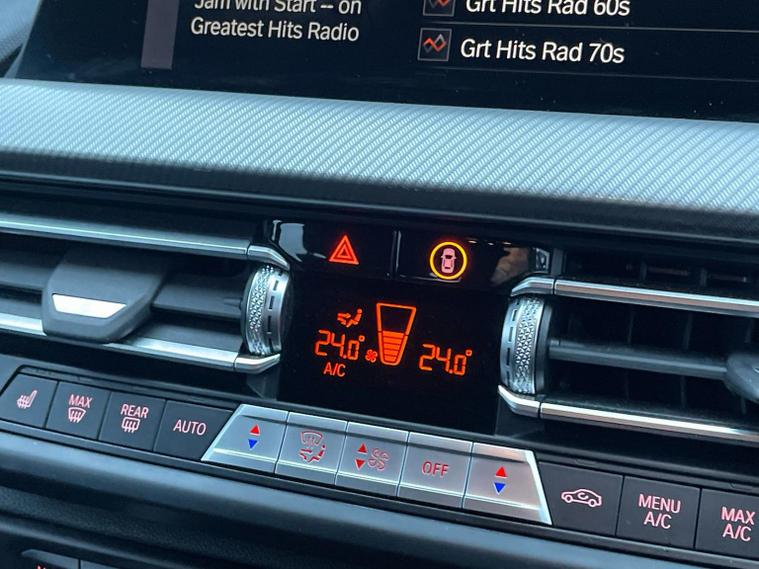 Jam with Start -- on
Greatest Hits Radio
Grt Hits Rad 60s
Grt Hits Rad 70s
24.0°
24.0°
A/C
MAX
REAR
AUTO
OFF
MENU
A/C
MAX
A/C